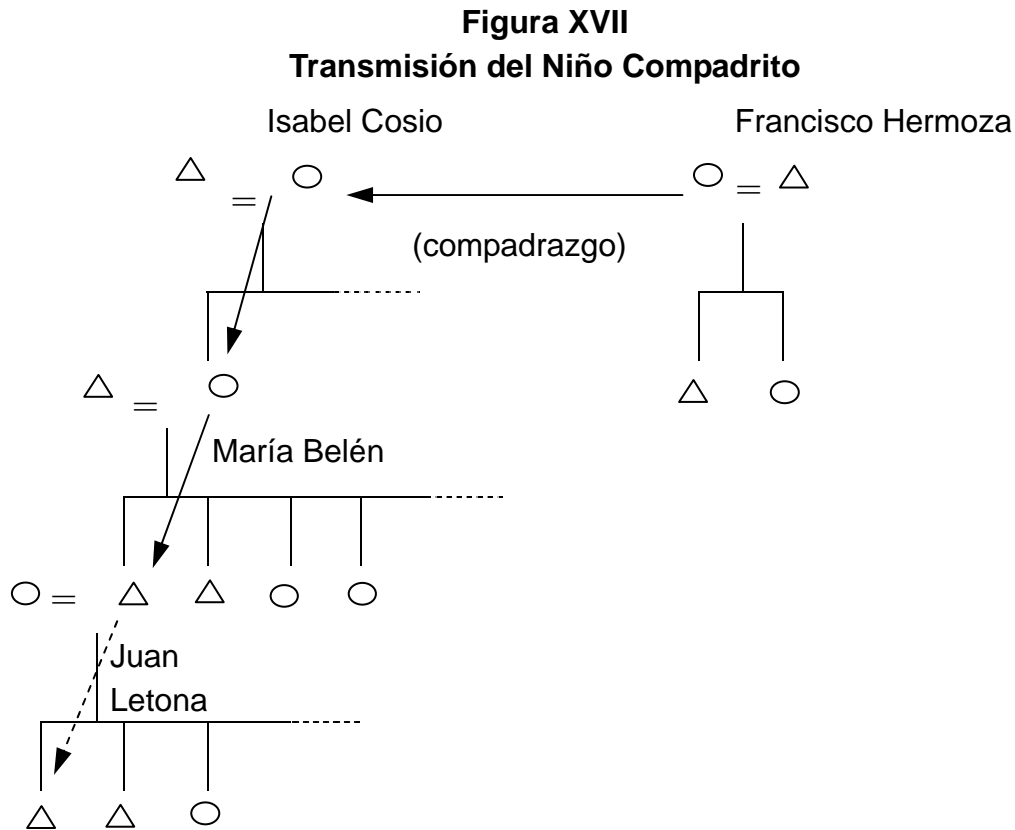 Figura XVII
Transmisión del Niño Compadrito
Isabel Cosio
Francisco Hermoza
(compadrazgo)
María Belén
Juan
Letona